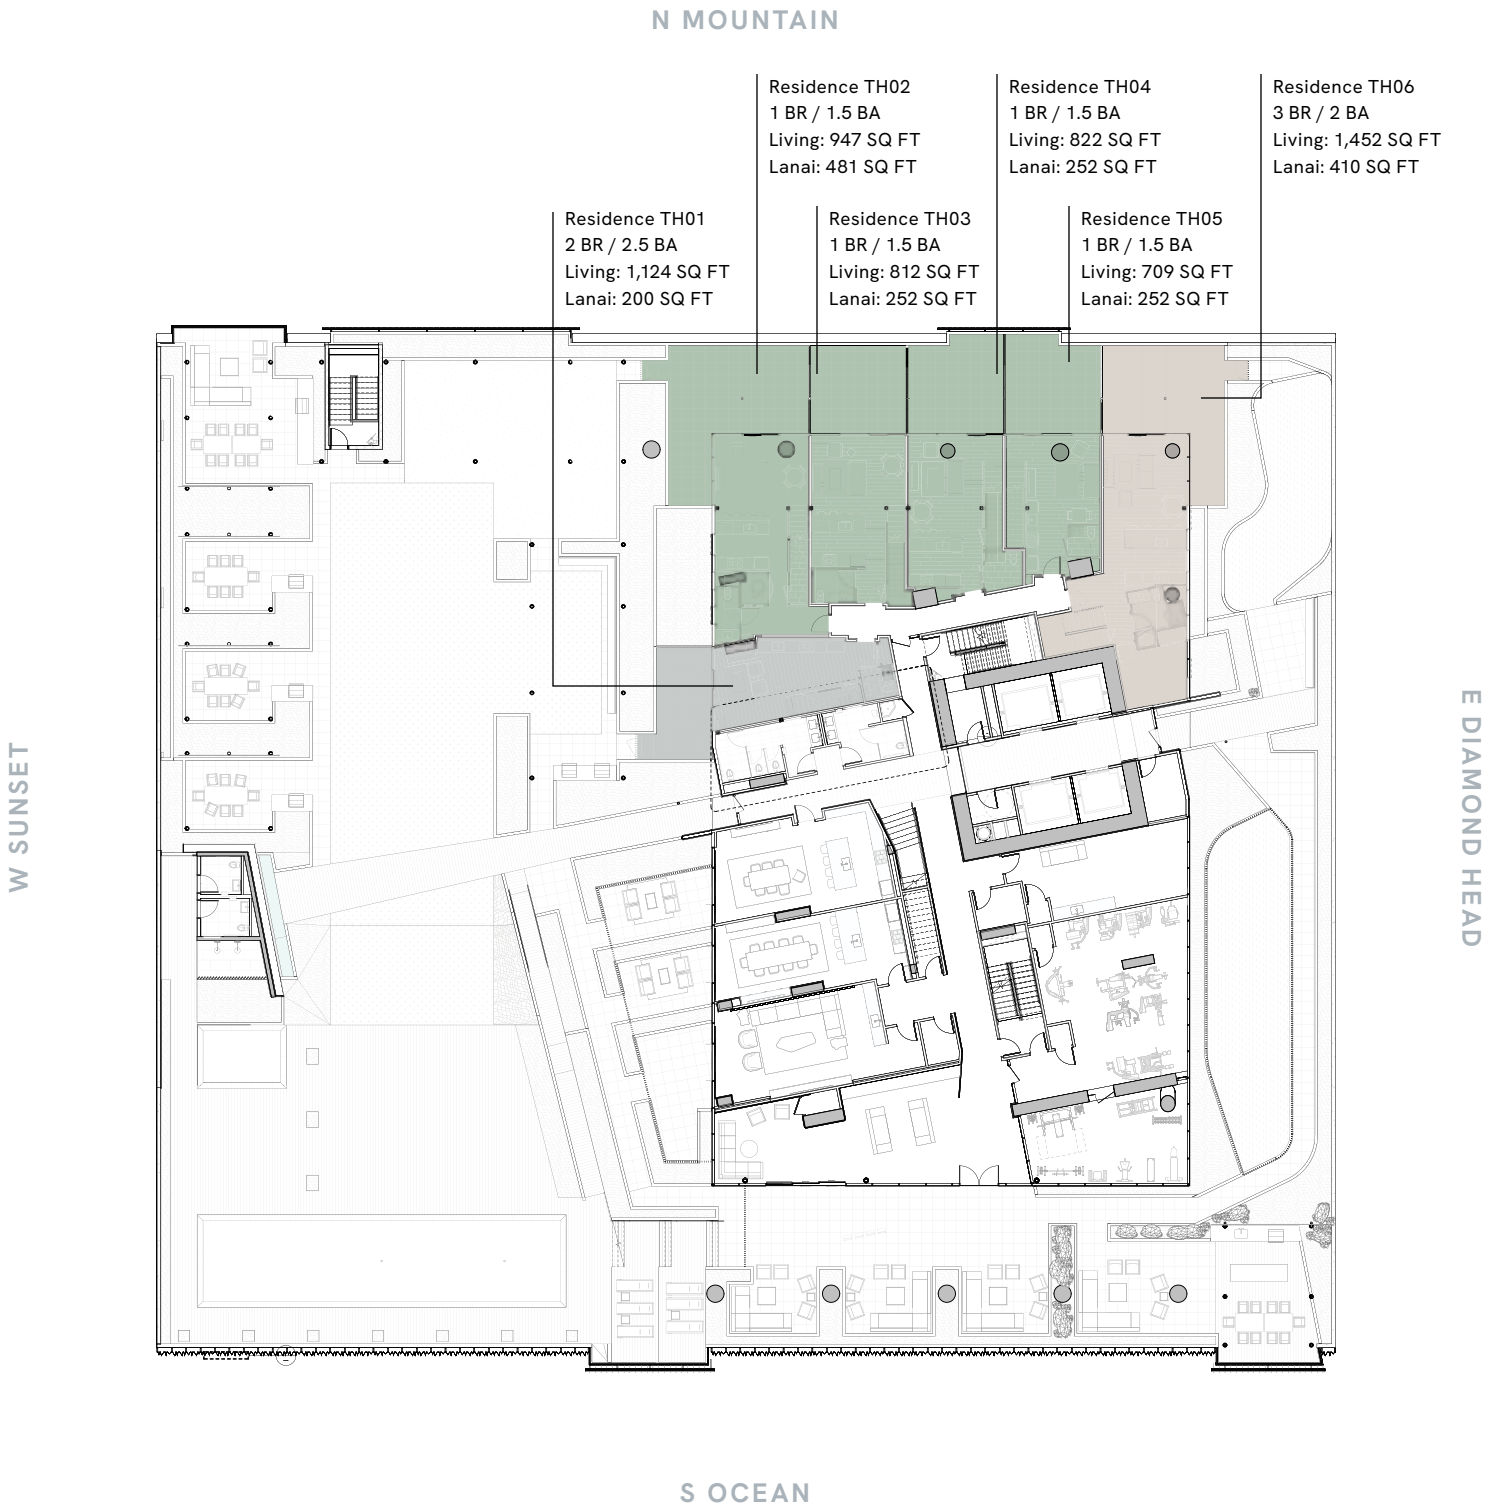 N MOUNTAIN
Residence TH02
1 BR / 1.5 BA
Living: 947 SQ FT
Lanai: 481 SQ FT
Residence TH04
1 BR / 1.5 BA
Living: 822 SQ FT
Lanai: 252 SQ FT
Residence TH06
3 BR / 2 BA
Living: 1,452 SQ FT
Lanai: 410 SQ FT
Residence TH01
2 BR / 2.5 BA
Living: 1,124 SQ FT
Lanai: 200 SQ FT
Residence TH03
1 BR / 1.5 BA
Living: 812 SQ FT
Lanai: 252 SQ FT
Residence TH05
1 BR / 1.5 BA
Living: 709 SQ FT
Lanai: 252 SQ FT
W SUNSET
E DIAMOND HEAD
S OCEAN